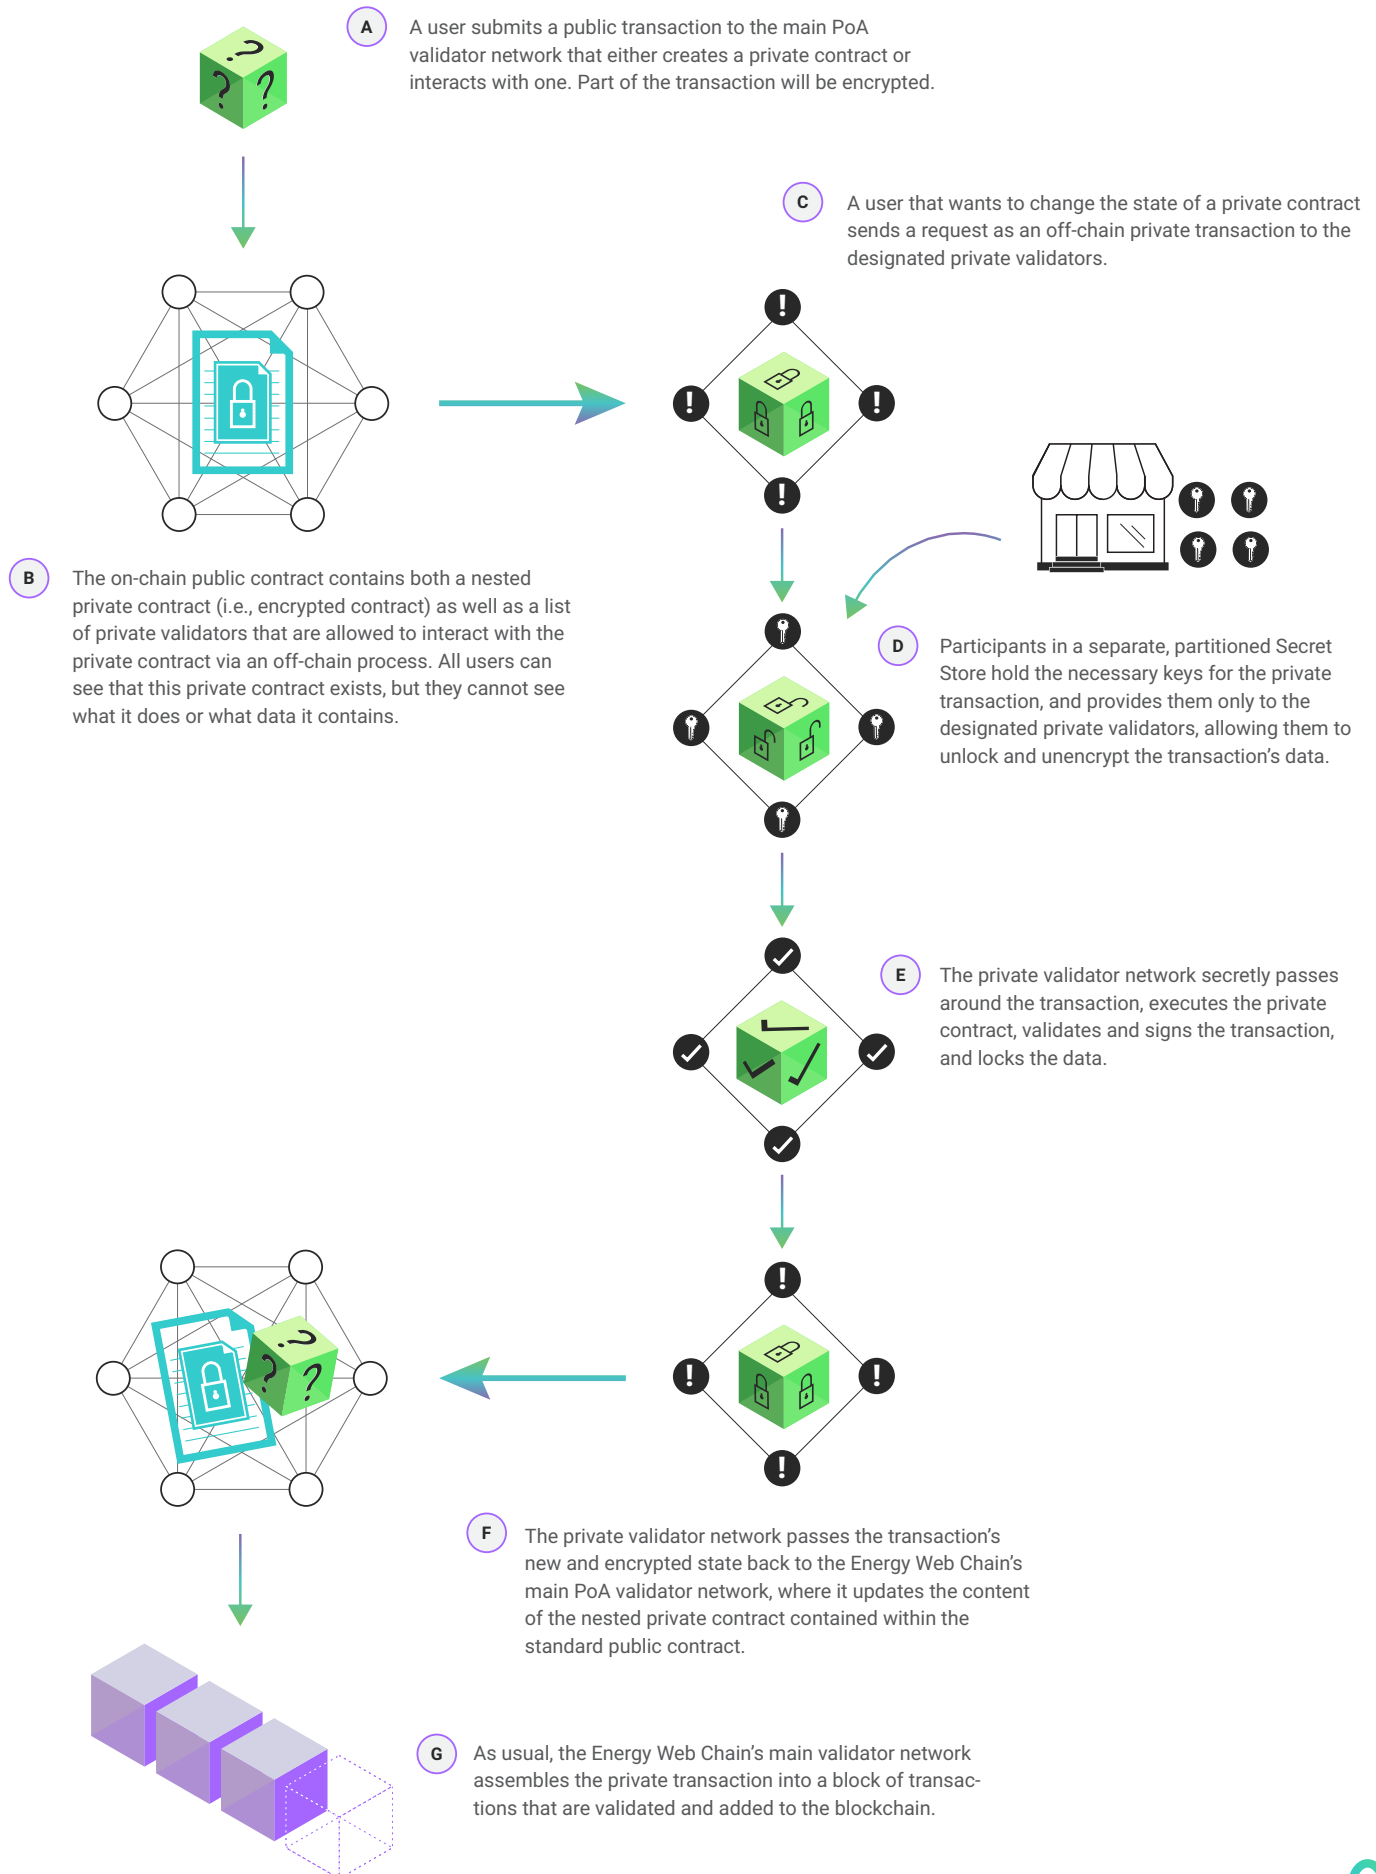 A
A user submits a public transaction to the main PoA
validator network that either creates a private contract or
interacts with one. Part of the transaction will be encrypted.
? ? ?
C
A user that wants to change the state of a private contract
sends a request as an off-chain private transaction to the
designated private validators.
!
! !
!
B
The on-chain public contract contains both a nested
private contract (i.e., encrypted contract) as well as a list
of private validators that are allowed to interact with the
private contract via an off-chain process. All users can
see that this private contract exists, but they cannot see
what it does or what data it contains.
D
Participants in a separate, partitioned Secret
Store hold the necessary keys for the private
transaction, and provides them only to the
designated private validators, allowing them to
unlock and unencrypt the transaction’s data.
E
The private validator network secretly passes
around the transaction, executes the private
contract, validates and signs the transaction,
and locks the data.
!
? ? ?
! !
!
F
The private validator network passes the transaction’s
new and encrypted state back to the Energy Web Chain’s
main PoA validator network, where it updates the content
of the nested private contract contained within the
standard public contract.
G
As usual, the Energy Web Chain’s main validator network
assembles the private transaction into a block of transac-
tions that are validated and added to the blockchain.